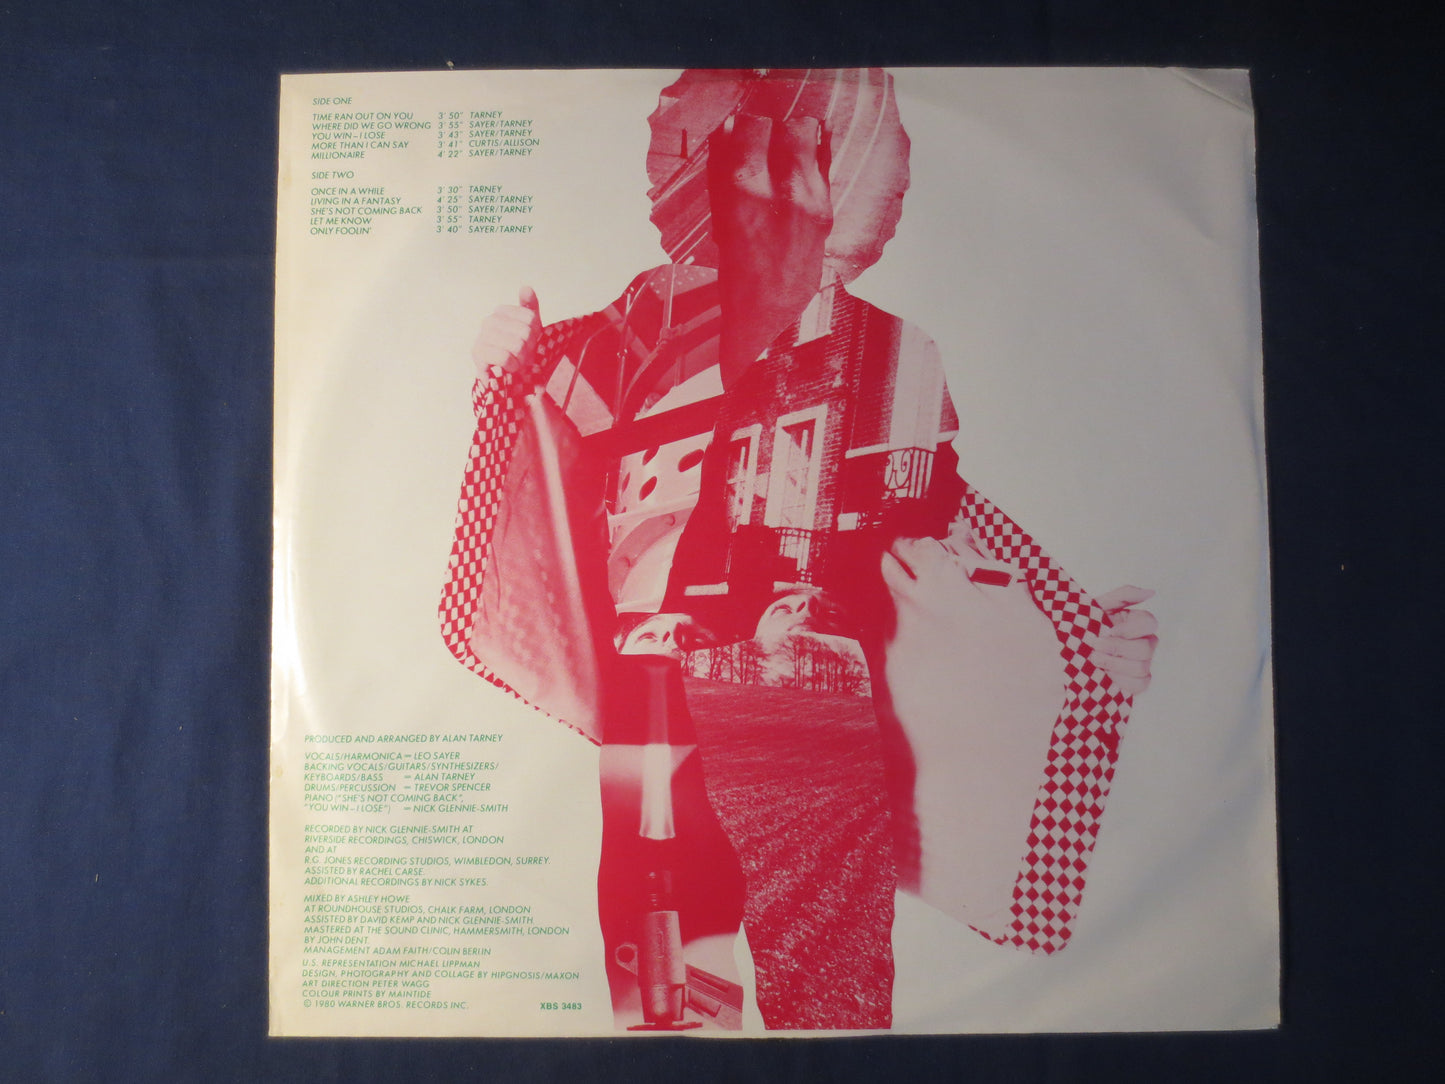 SIDE ONE
TIME RAN OUT ON YOU 3' 50" TARNEY
WHERE DID WE GO WRONG 3' 55" SAYER/TARNEY
YOU WIN – I LOSE 3' 43" SAYER/TARNEY
MORE THAN I CAN SAY 3' 41" CURTIS/ALLISON
MILLIONAIRE 4' 22" SAYER/TARNEY
SIDE TWO
ONCE IN A WHILE 3' 30" TARNEY
LIVING IN A FANTASY 4' 25" SAYER/TARNEY
SHE'S NOT COMING BACK 3' 50" SAYER/TARNEY
LET ME KNOW 3' 55" TARNEY
ONLY FOOLIN' 3' 40" SAYER/TARNEY
PRODUCED AND ARRANGED BY ALAN TARNEY
VOCALS/HARMONICA = LEO SAYER
BACKING VOCALS/GUITARS/SYNTHESIZERS/
KEYBOARDS/BASS = ALAN TARNEY
DRUMS/PERCUSSION = TREVOR SPENCER
PIANO ("SHE'S NOT COMING BACK",
"YOU WIN – I LOSE") = NICK GLENNIE-SMITH
RECORDED BY NICK GLENNIE-SMITH AT
RIVERSIDE RECORDINGS, CHISWICK, LONDON
AND AT
R.G. JONES RECORDING STUDIOS, WIMBLEDON, SURREY.
ASSISTED BY RACHEL CARSE.
ADDITIONAL RECORDINGS BY NICK SYKES.
MIXED BY ASHLEY HOWE
AT ROUNDHOUSE STUDIOS, CHALK FARM, LONDON
ASSISTED BY DAVID KEMP AND NICK GLENNIE-SMITH.
MASTERED AT THE SOUND CLINIC, HAMMERSMITH, LONDON
BY JOHN DENT.
MANAGEMENT ADAM FAITH/COLIN BERLIN
U.S. REPRESENTATION MICHAEL LIPPMAN
DESIGN, PHOTOGRAPHY AND COLLAGE BY HIPGNOSIS/MAXON
ART DIRECTION PETER WAGG
COLOUR PRINTS BY MAINTIDE
© 1980 WARNER BROS. RECORDS INC. XBS 3483